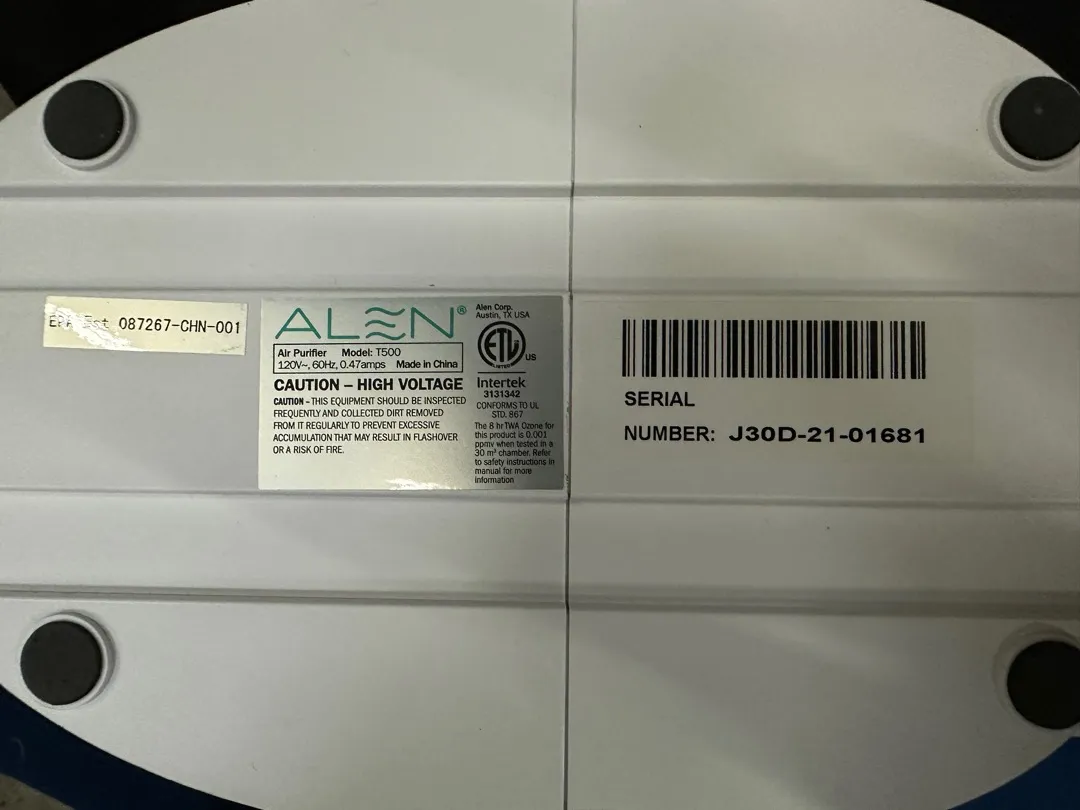 EPA Est 087267-CHN-001
ALEN®
Air Purifier Model: T500
120V~, 60Hz, 0.47amps Made in China
CAUTION – HIGH VOLTAGE
CAUTION – THIS EQUIPMENT SHOULD BE INSPECTED
FREQUENTLY AND COLLECTED DIRT REMOVED
FROM IT REGULARLY TO PREVENT EXCESSIVE
ACCUMULATION THAT MAY RESULT IN FLASHOVER
OR A RISK OF FIRE.
Alen Corp.
Austin, TX USA
ETL
US
LISTED
Intertek
3131342
CONFORMS TO UL
STD. 867
The 8 hr TWA Ozone for
this product is 0.001
ppmv when tested in a
30 m³ chamber. Refer
to safety instructions in
manual for more
information
SERIAL
NUMBER: J30D-21-01681